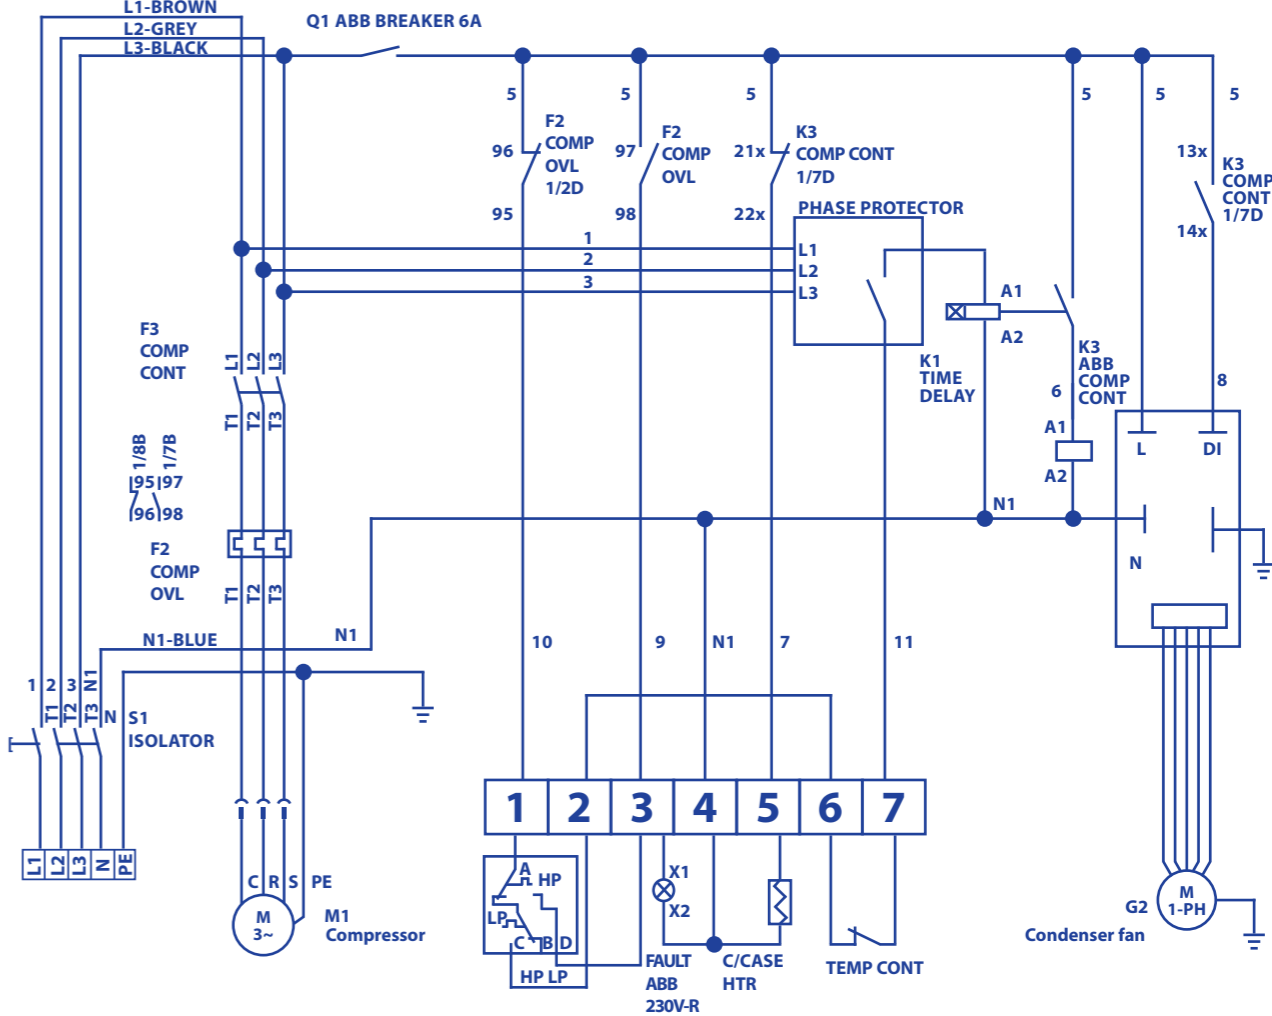 L1-BROWN
L2-GREY
L3-BLACK
Q1 ABB BREAKER 6A
5
5
5
5
5
5
96
F2
COMP
OVL
1/2D
95
97
F2
COMP
OVL
98
21x
K3
COMP CONT
1/7D
22x
13x
K3
COMP
CONT
1/7D
14x
PHASE PROTECTOR
1
2
3
L1
L2
L3
A1
A2
K1
TIME
DELAY
K3
ABB
COMP
CONT
6
A1
A2
8
L
DI
N
N1
F3
COMP
CONT
L1
L2
L3
T1
T2
T3
1/8B
1/7B
95
97
96
98
F2
COMP
OVL
T1
T2
T3
N1-BLUE
N1
10
9
N1
7
11
1
2
3
N1
T1
T2
T3
N
S1
ISOLATOR
L1
L2
L3
N
PE
C
R
S
PE
M
3~
M1
Compressor
1
2
3
4
5
6
7
A
HP
LP
C
B
D
HP LP
X1
X2
FAULT
ABB
230V-R
C/CASE
HTR
TEMP CONT
G2
M
1-PH
Condenser fan